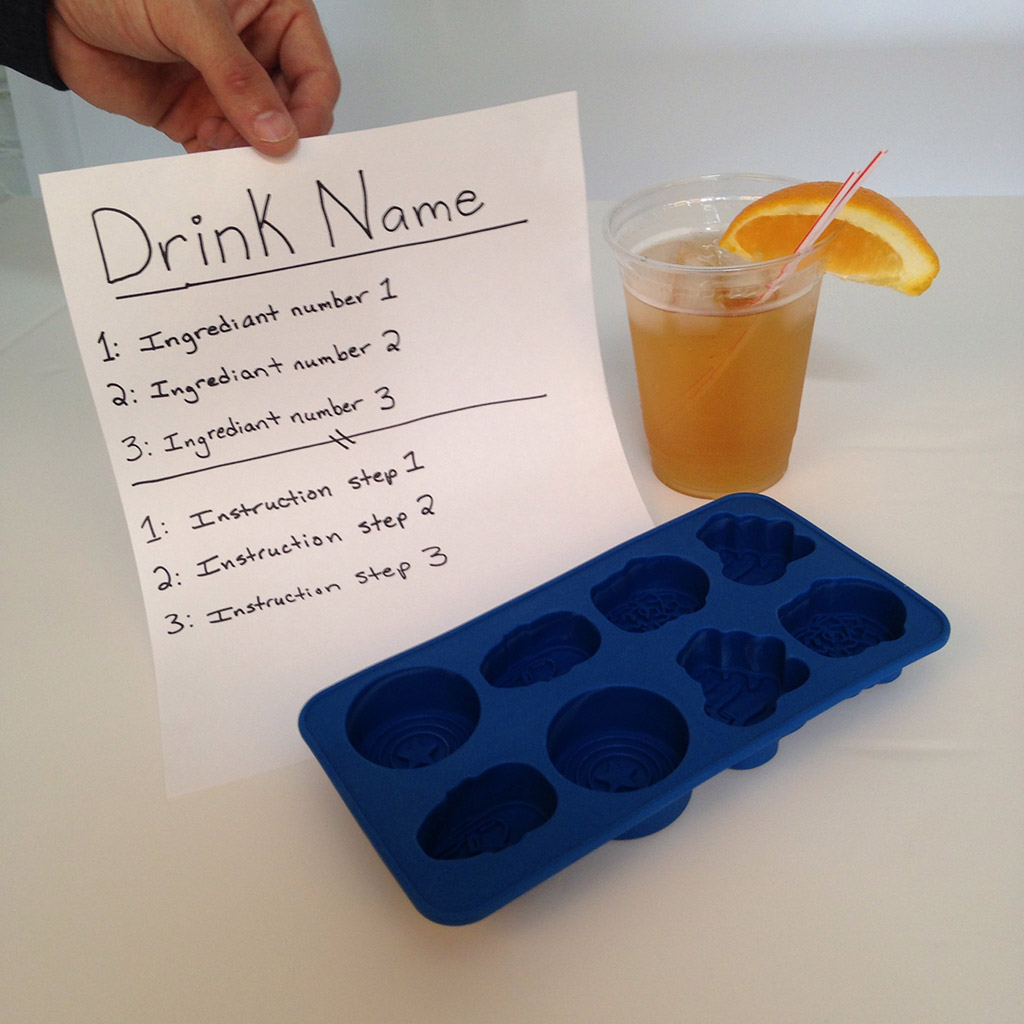 Drink Name
1: Ingrediant number 1
2: Ingrediant number 2
3: Ingrediant number 3
1: Instruction step 1
2: Instruction step 2
3: Instruction step 3